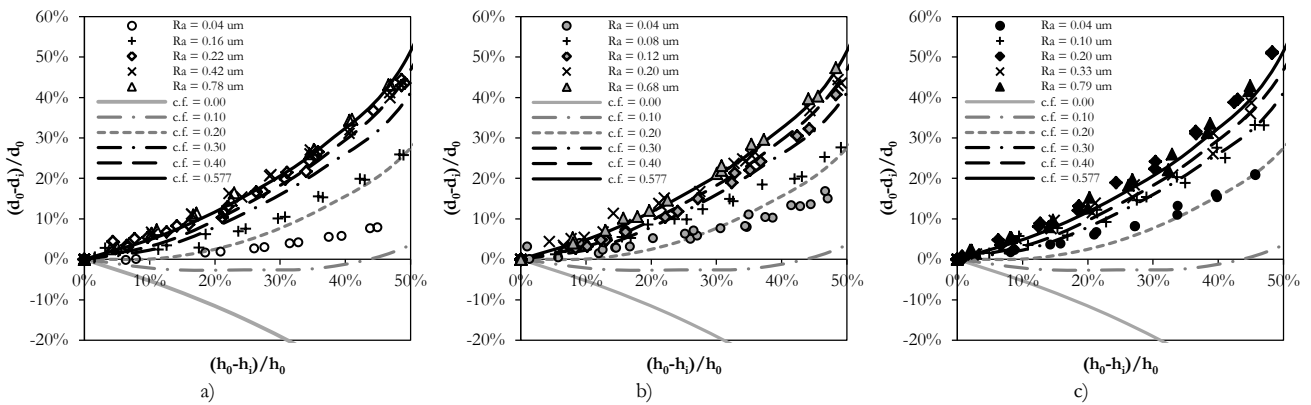 60%
50%
40%
30%
20%
10%
0%
-10%
-20%
0%
10%
20%
30%
40%
50%
(d0-di)/d0
(h0-hi)/h0
Ra = 0.04 um
Ra = 0.16 um
Ra = 0.22 um
Ra = 0.42 um
Ra = 0.78 um
c.f. = 0.00
c.f. = 0.10
c.f. = 0.20
c.f. = 0.30
c.f. = 0.40
c.f. = 0.577
a)
60%
50%
40%
30%
20%
10%
0%
-10%
-20%
0%
10%
20%
30%
40%
50%
(d0-di)/d0
(h0-hi)/h0
Ra = 0.04 um
Ra = 0.08 um
Ra = 0.12 um
Ra = 0.20 um
Ra = 0.68 um
c.f. = 0.00
c.f. = 0.10
c.f. = 0.20
c.f. = 0.30
c.f. = 0.40
c.f. = 0.577
b)
60%
50%
40%
30%
20%
10%
0%
-10%
-20%
0%
10%
20%
30%
40%
50%
(d0-di)/d0
(h0-hi)/h0
Ra = 0.04 um
Ra = 0.10 um
Ra = 0.20 um
Ra = 0.33 um
Ra = 0.79 um
c.f. = 0.00
c.f. = 0.10
c.f. = 0.20
c.f. = 0.30
c.f. = 0.40
c.f. = 0.577
c)